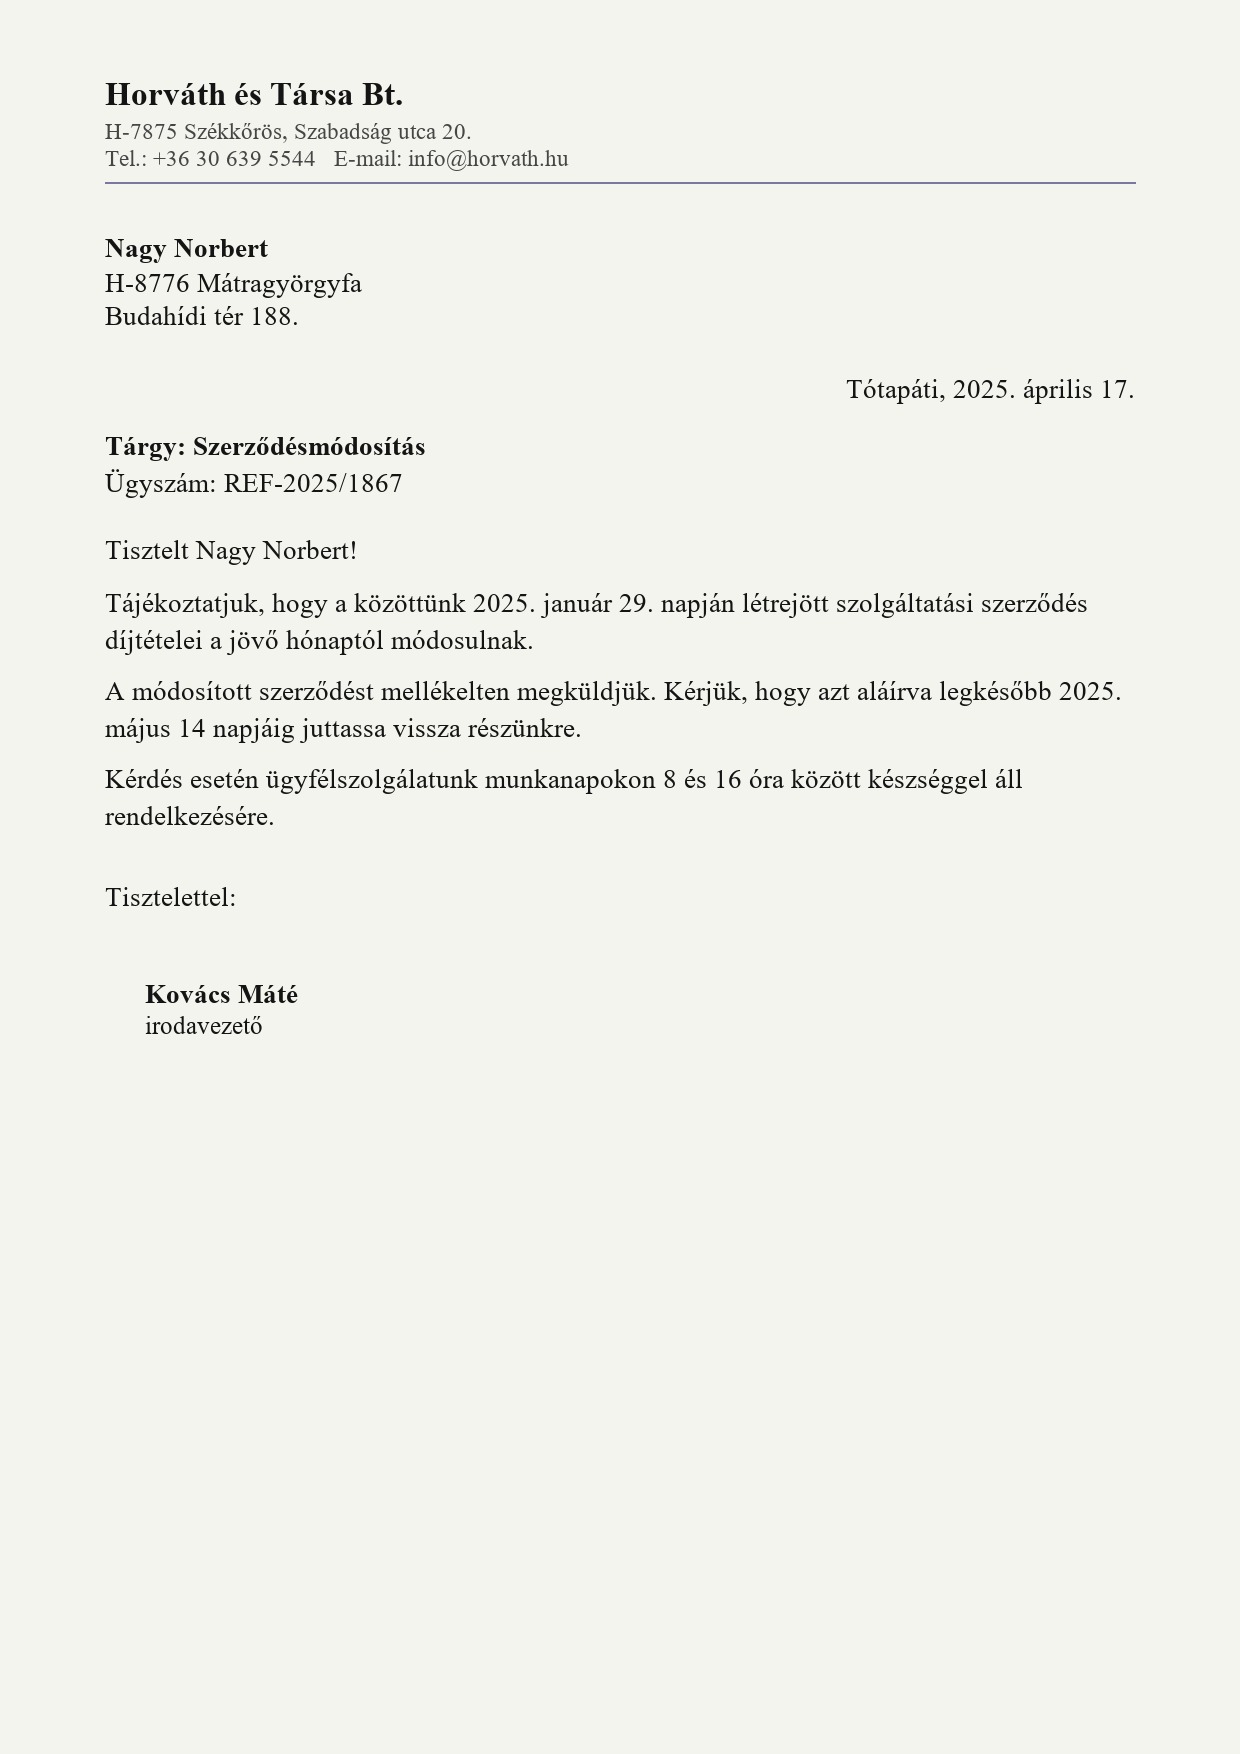 Horváth és Társa Bt.
H-7875 Székkőrös, Szabadság utca 20.
Tel.: +36 30 639 5544 E-mail: info@horvath.hu
Nagy Norbert
H-8776 Mátragyörgyfa
Budahídi tér 188.
Tótapáti, 2025. április 17.
Tárgy: Szerződésmódosítás
Ügyszám: REF-2025/1867
Tisztelt Nagy Norbert!
Tájékoztatjuk, hogy a közöttünk 2025. január 29. napján létrejött szolgáltatási szerződés
díjtételei a jövő hónaptól módosulnak.
A módosított szerződést mellékelten megküldjük. Kérjük, hogy azt aláírva legkésőbb 2025.
május 14 napjáig juttassa vissza részünkre.
Kérdés esetén ügyfélszolgálatunk munkanapokon 8 és 16 óra között készséggel áll
rendelkezésére.
Tisztelettel:
Kovács Máté
irodavezető